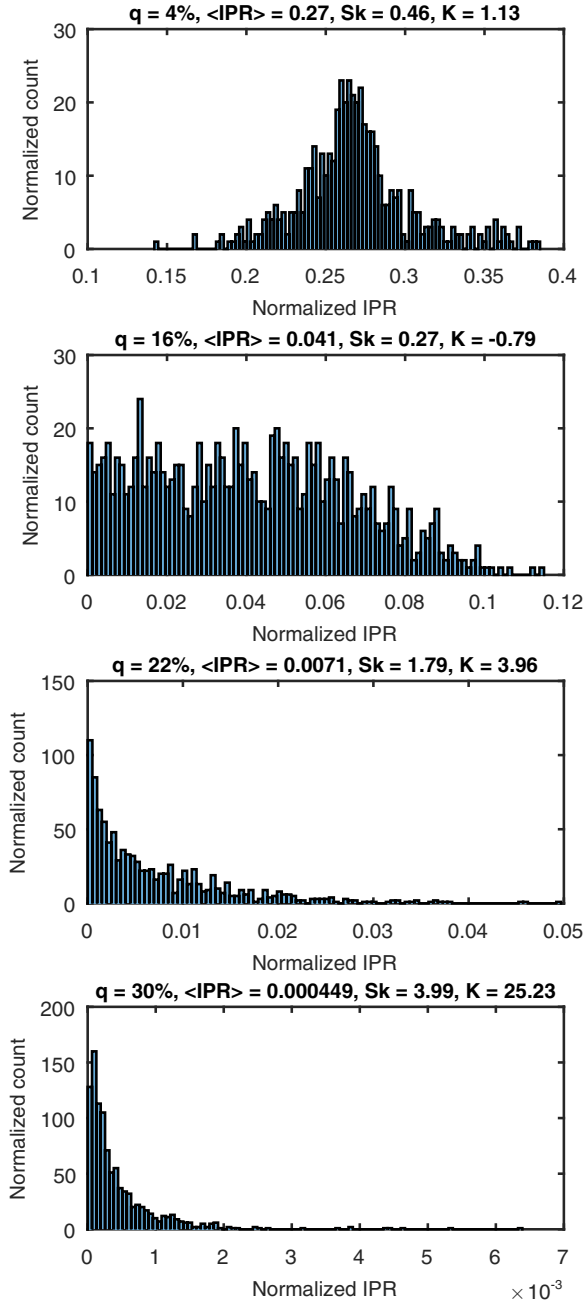 q = 4%, <IPR> = 0.27, Sk = 0.46, K = 1.13
30
20
10
0
Normalized count
0.1 0.15 0.2 0.25 0.3 0.35 0.4
Normalized IPR
q = 16%, <IPR> = 0.041, Sk = 0.27, K = -0.79
30
20
10
0
Normalized count
0 0.02 0.04 0.06 0.08 0.1 0.12
Normalized IPR
q = 22%, <IPR> = 0.0071, Sk = 1.79, K = 3.96
150
100
50
0
Normalized count
0 0.01 0.02 0.03 0.04 0.05
Normalized IPR
q = 30%, <IPR> = 0.000449, Sk = 3.99, K = 25.23
200
150
100
50
0
Normalized count
0 1 2 3 4 5 6 7
Normalized IPR × 10⁻³